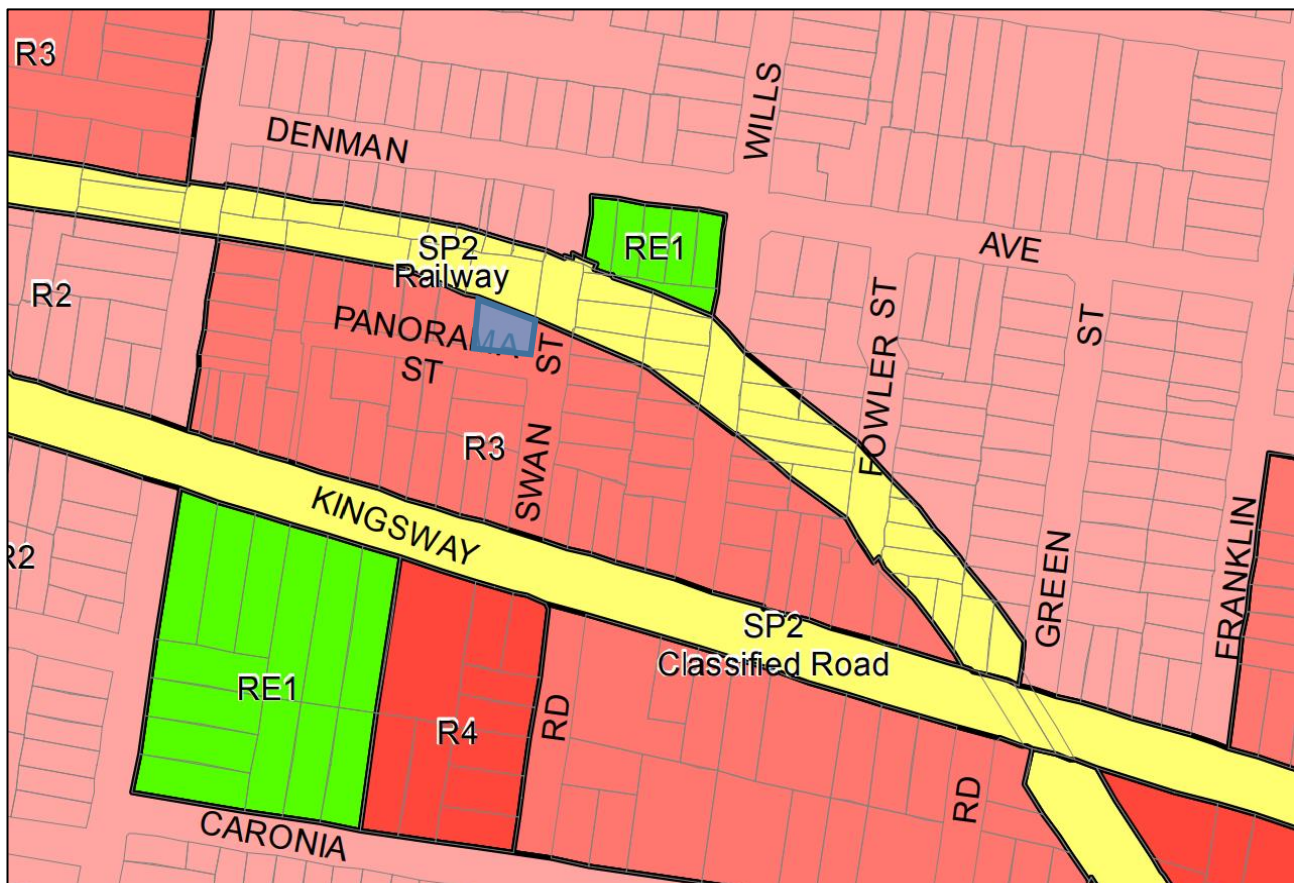 R3
WILLS
DENMAN
SP2
Railway
RE1
AVE
R2
PANORAMA
ST
ST
FOWLER ST
ST
R3
SWAN
KINGSWAY
R2
GREEN
FRANKLIN
SP2
Classified Road
RE1
R4
RD
RD
CARONIA